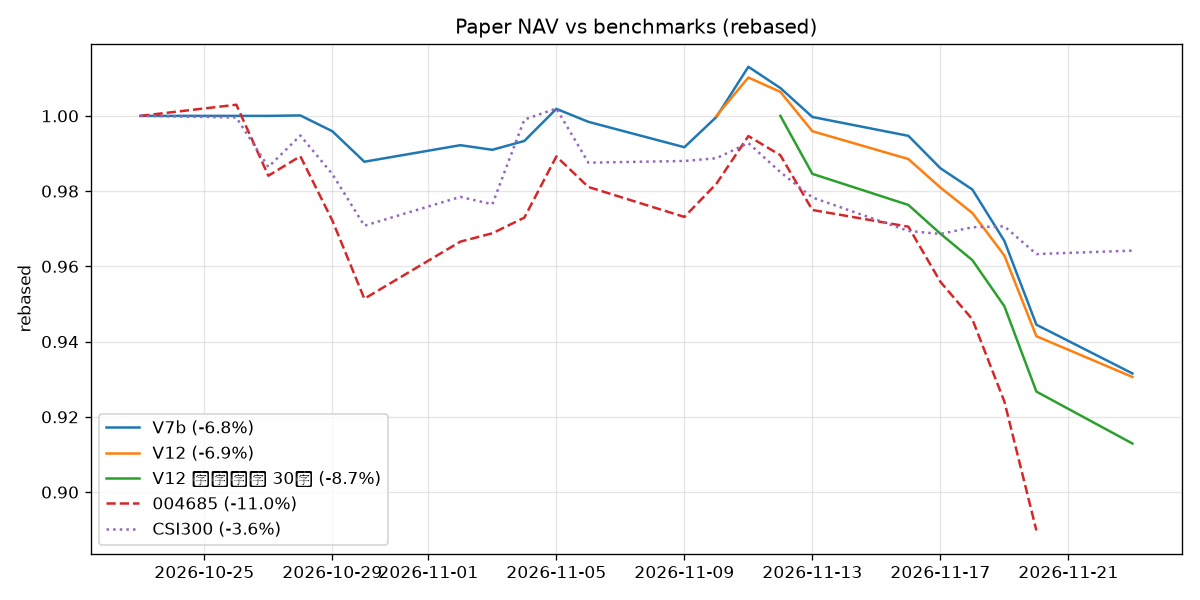 Paper NAV vs benchmarks (rebased)
1.00
0.98
0.96
0.94
0.92
0.90
rebased
V7b (-6.8%)
V12 (-6.9%)
V12 30 (-8.7%)
004685 (-11.0%)
CSI300 (-3.6%)
2026-10-25
2026-10-29
2026-11-01
2026-11-05
2026-11-09
2026-11-13
2026-11-17
2026-11-21